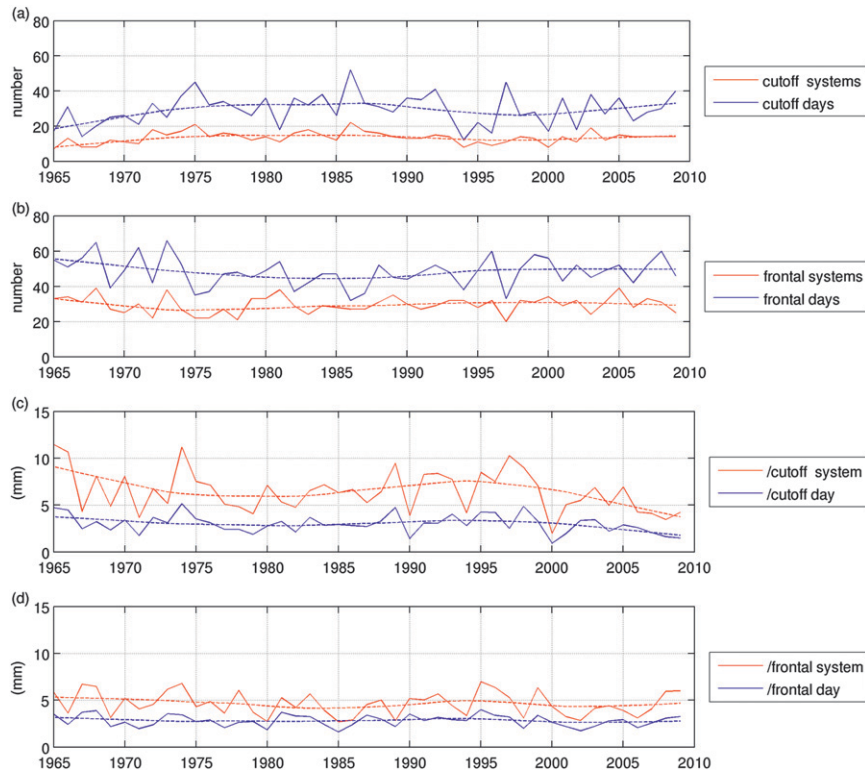 (a)
80
60
40
20
0
number
1965 1970 1975 1980 1985 1990 1995 2000 2005 2010
cutoff systems
cutoff days
(b)
80
60
40
20
0
number
1965 1970 1975 1980 1985 1990 1995 2000 2005 2010
frontal systems
frontal days
(c)
15
10
5
0
(mm)
1965 1970 1975 1980 1985 1990 1995 2000 2005 2010
/cutoff system
/cutoff day
(d)
15
10
5
0
(mm)
1965 1970 1975 1980 1985 1990 1995 2000 2005 2010
/frontal system
/frontal day